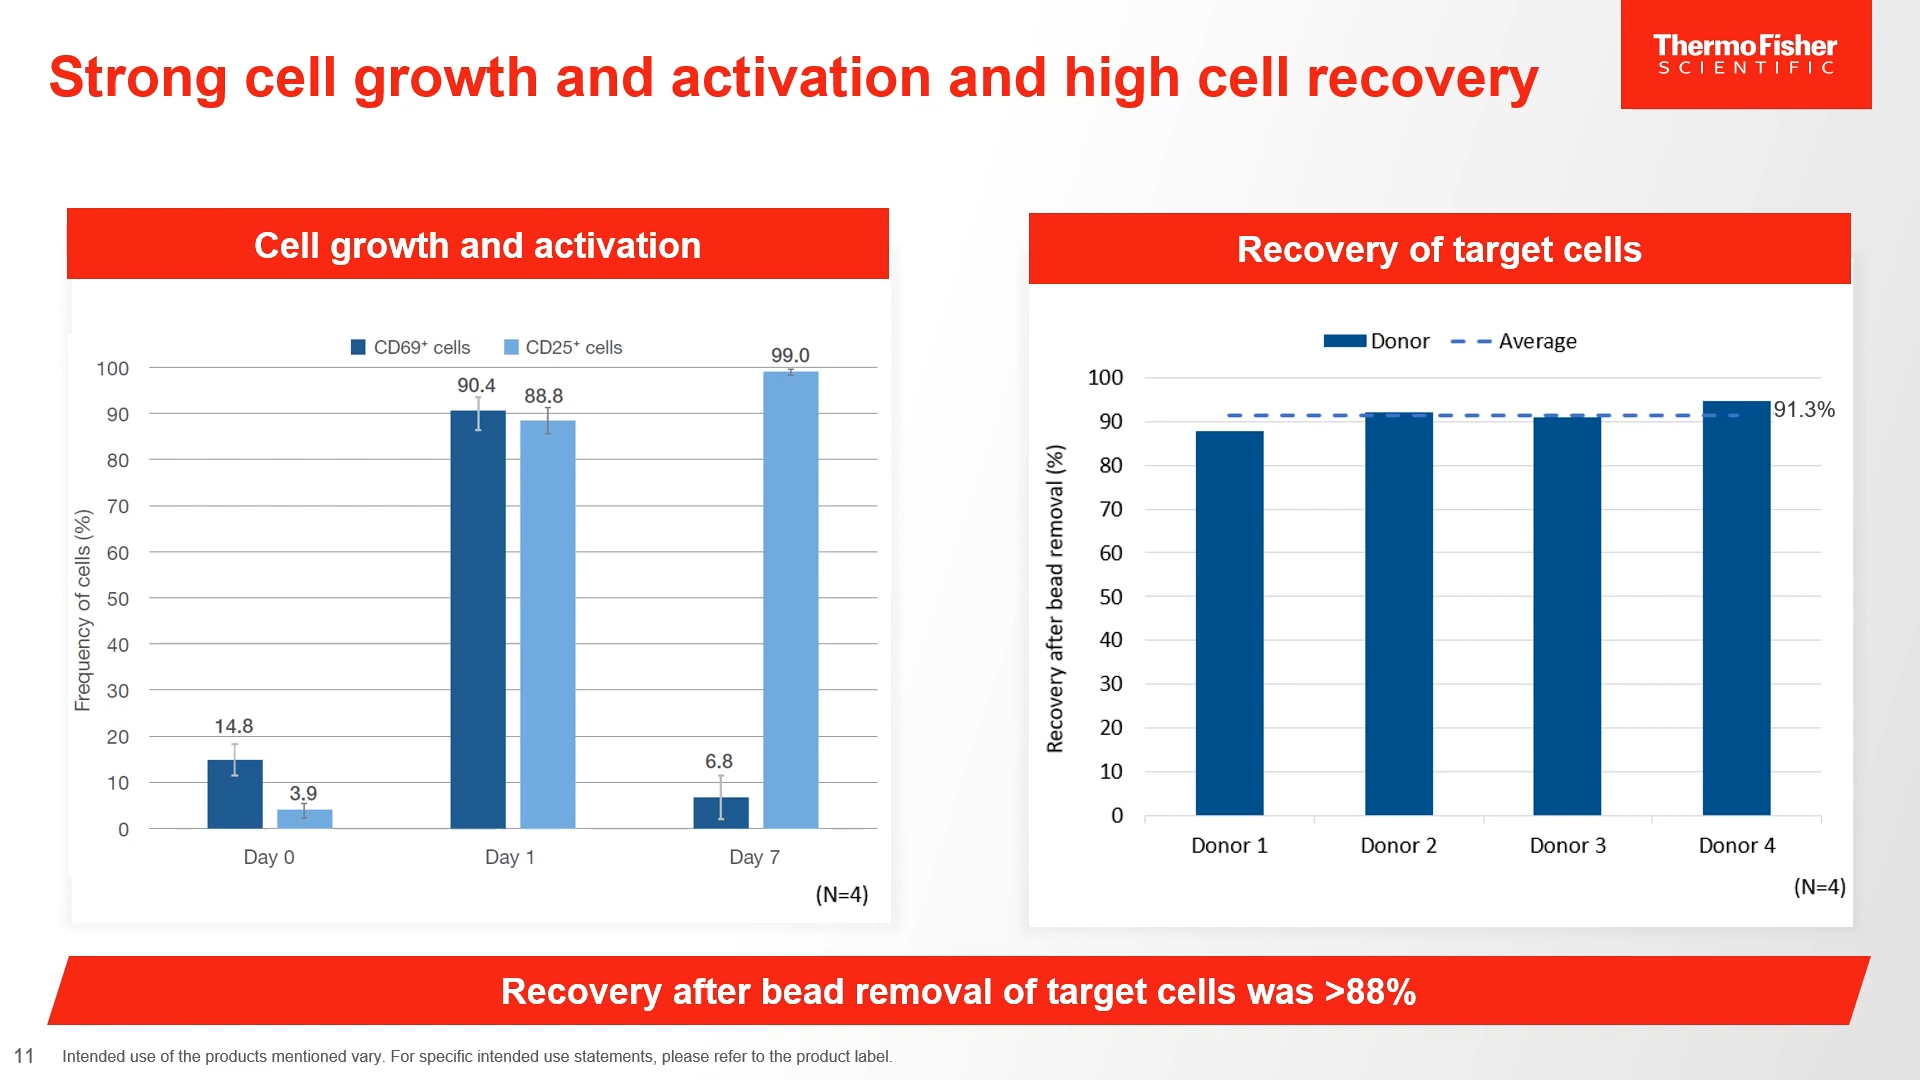 Strong cell growth and activation and high cell recovery
ThermoFisher
SCIENTIFIC
Cell growth and activation
CD69⁺ cells
CD25⁺ cells
Frequency of cells (%)
100
90
80
70
60
50
40
30
20
10
0
14.8
3.9
90.4
88.8
6.8
99.0
Day 0
Day 1
Day 7
(N=4)
Recovery of target cells
Donor
Average
Recovery after bead removal (%)
100
90
80
70
60
50
40
30
20
10
0
91.3%
Donor 1
Donor 2
Donor 3
Donor 4
(N=4)
Recovery after bead removal of target cells was >88%
11
Intended use of the products mentioned vary. For specific intended use statements, please refer to the product label.